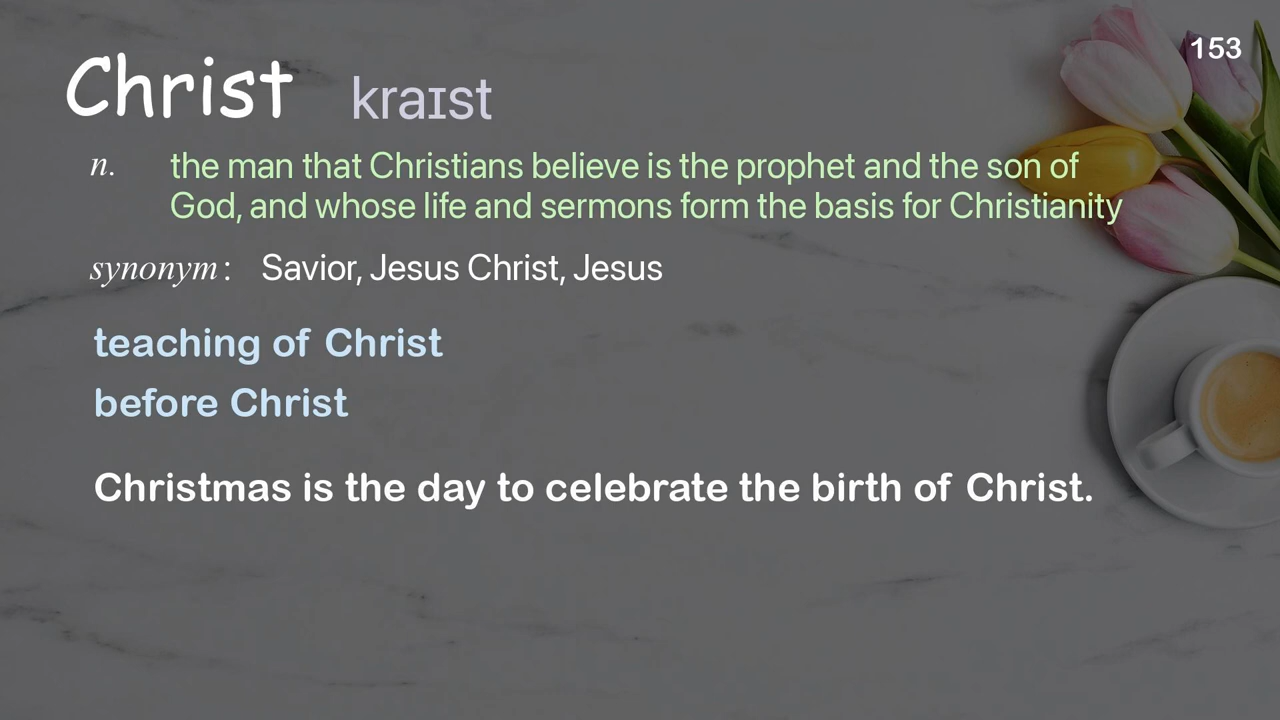 153
Christ kraɪst
n. the man that Christians believe is the prophet and the son of
God, and whose life and sermons form the basis for Christianity
synonym : Savior, Jesus Christ, Jesus
teaching of Christ
before Christ
Christmas is the day to celebrate the birth of Christ.